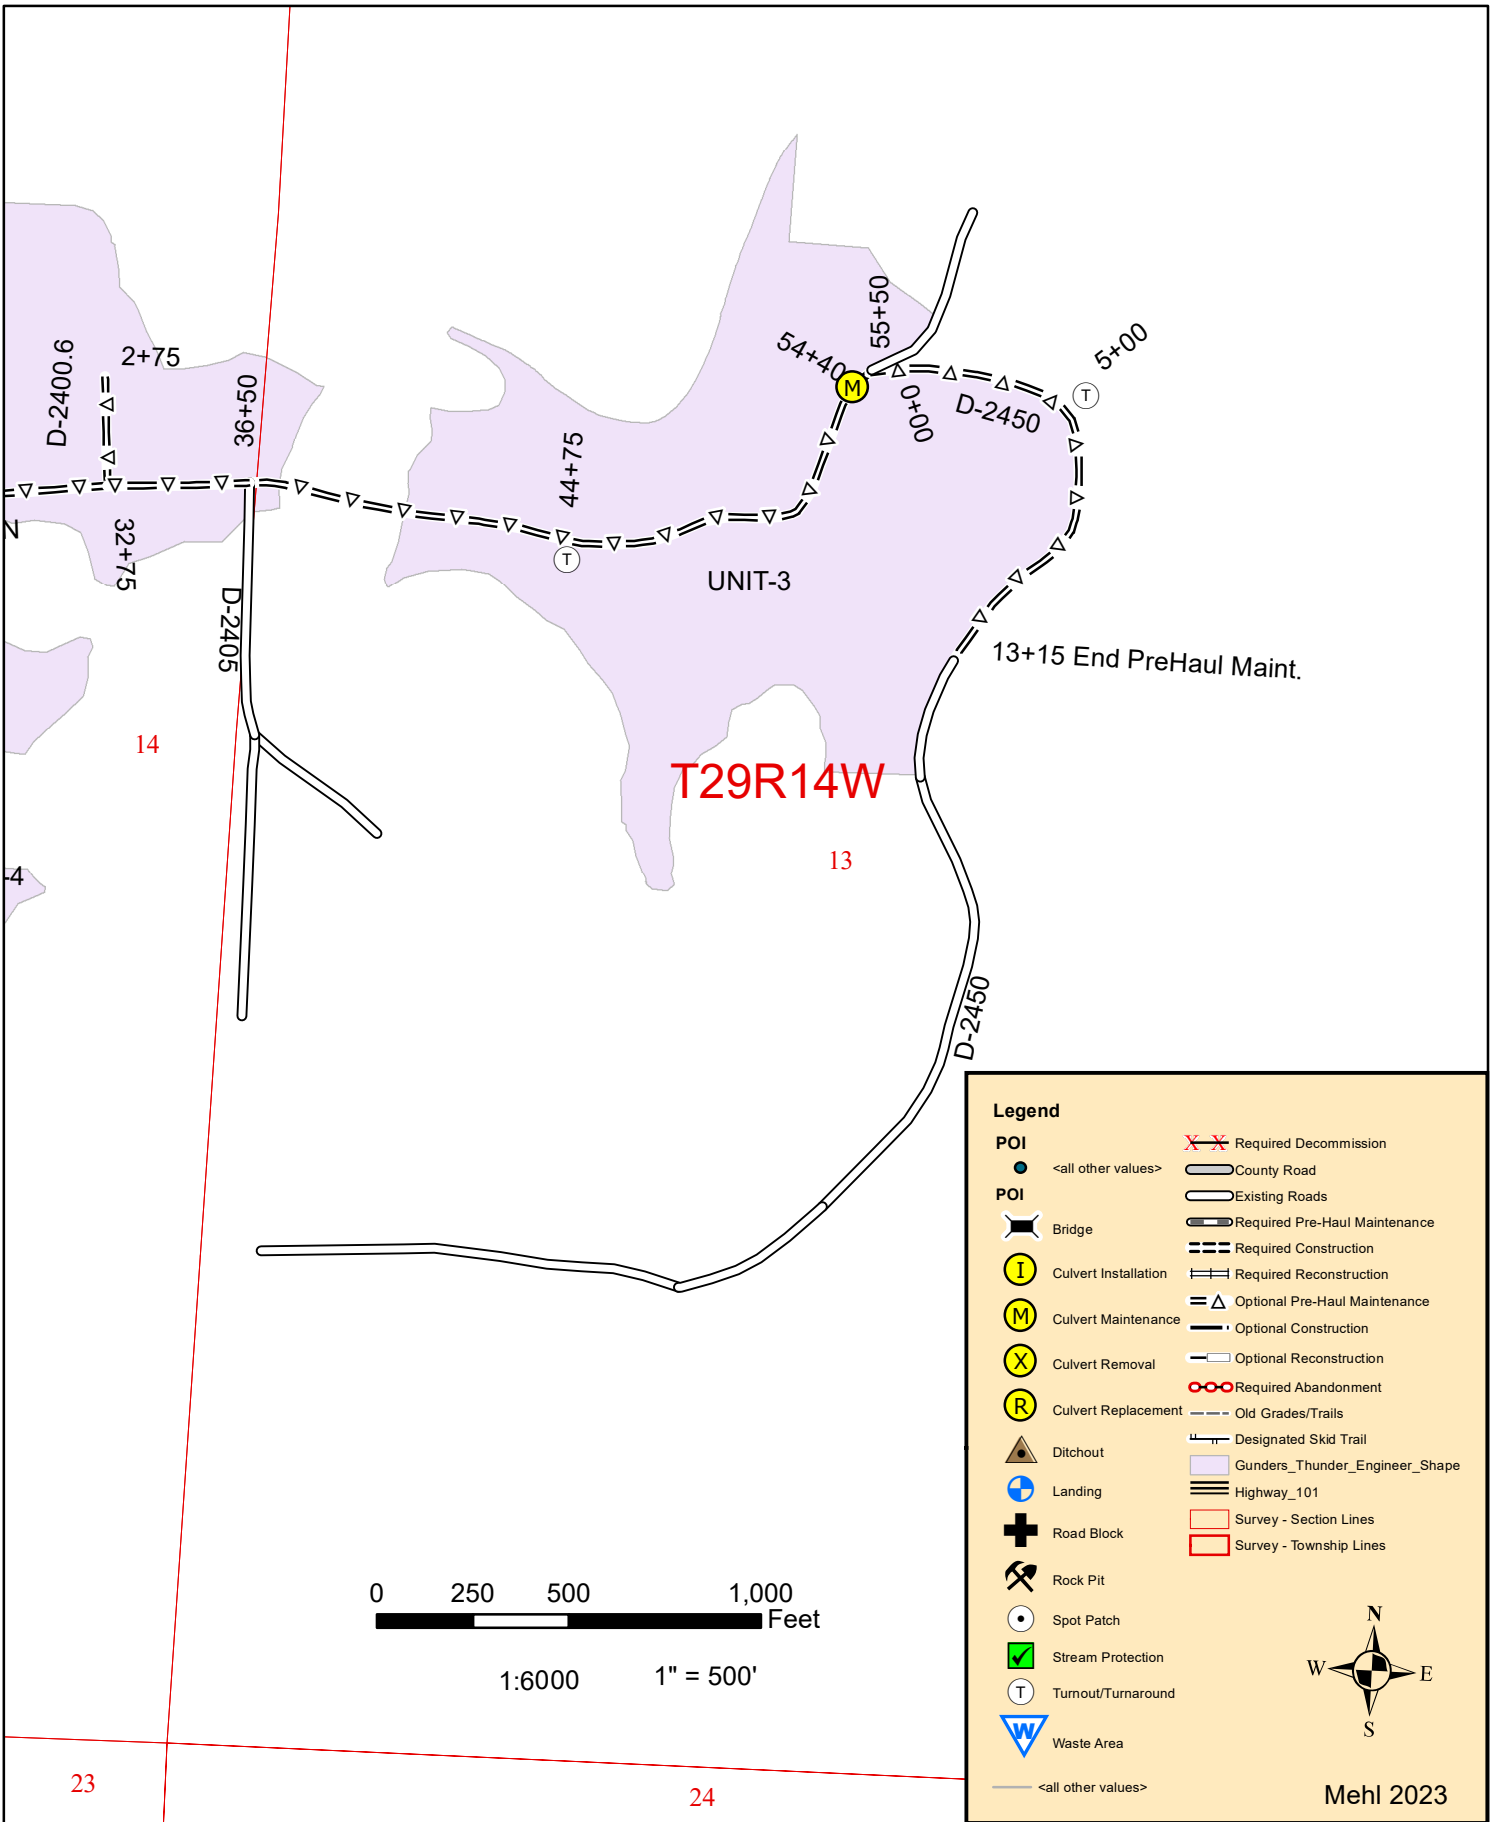 D-2400.6
2+75
36+50
32+75
N
D-2405
44+75
54+40
55+50
0+00
D-2450
5+00
UNIT-3
13+15 End PreHaul Maint.
14
T29R14W
13
-4
D-2450
0 250 500 1,000
Feet
1:6000 1" = 500'
23
24
Legend
POI
<all other values>
POI
Bridge
I Culvert Installation
M Culvert Maintenance
X Culvert Removal
R Culvert Replacement
Ditchout
Landing
Road Block
Rock Pit
Spot Patch
Stream Protection
T Turnout/Turnaround
W Waste Area
<all other values>
X X Required Decommission
County Road
Existing Roads
Required Pre-Haul Maintenance
Required Construction
Required Reconstruction
Optional Pre-Haul Maintenance
Optional Construction
Optional Reconstruction
Required Abandonment
Old Grades/Trails
Designated Skid Trail
Gunders_Thunder_Engineer_Shape
Highway_101
Survey - Section Lines
Survey - Township Lines
N
W E
S
Mehl 2023
M
T
T